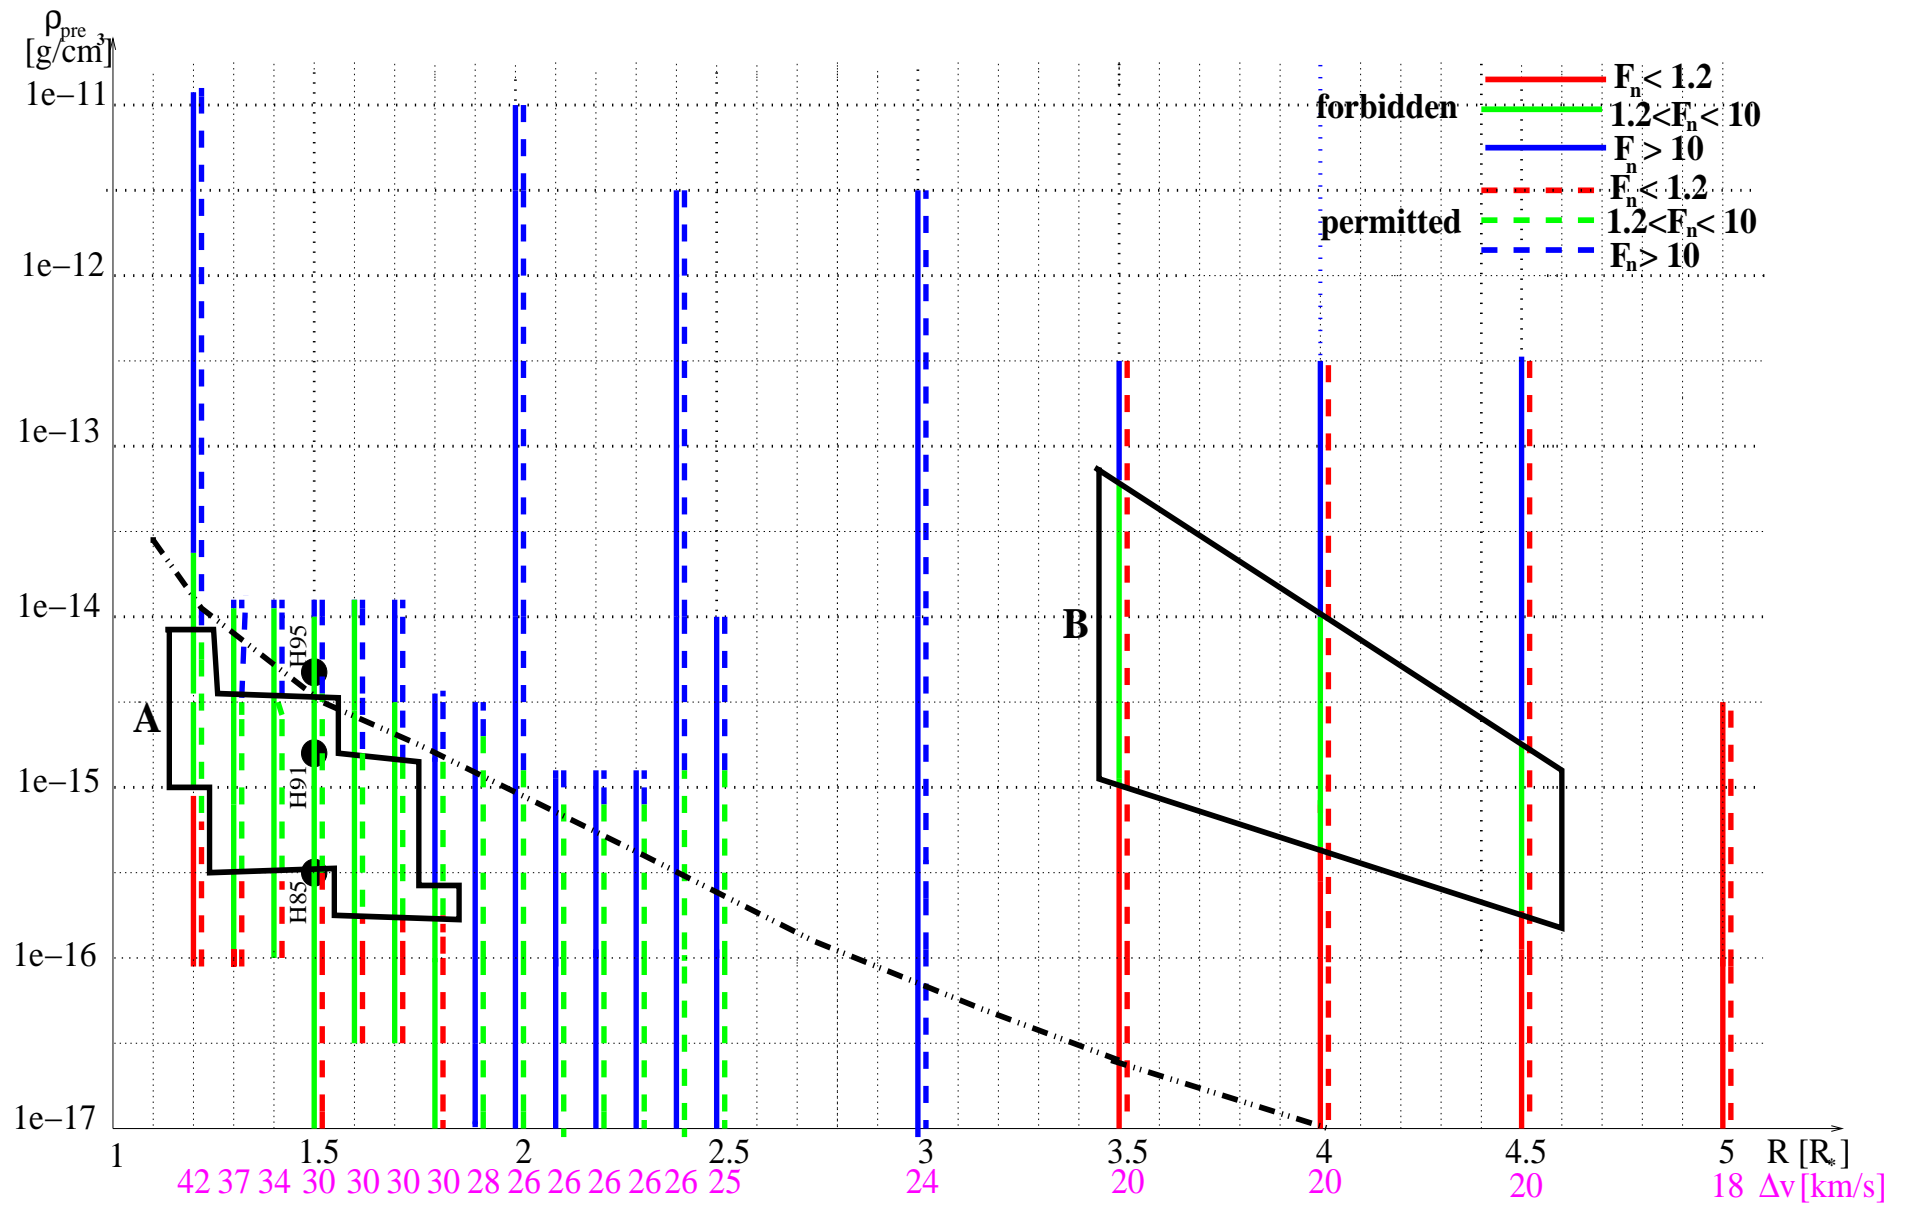 ρpre
[g/cm³]
1e−11
1e−12
1e−13
1e−14
1e−15
1e−16
1e−17
forbidden
Fn < 1.2
1.2<Fn< 10
Fn > 10
permitted
Fn < 1.2
1.2<Fn< 10
Fn > 10
A
B
H95
H91
H85
1 1.5 2 2.5 3 3.5 4 4.5 5 R [R*]
42 37 34 30 30 30 30 28 26 26 26 26 26 25 24 20 20 20 18 Δv [km/s]